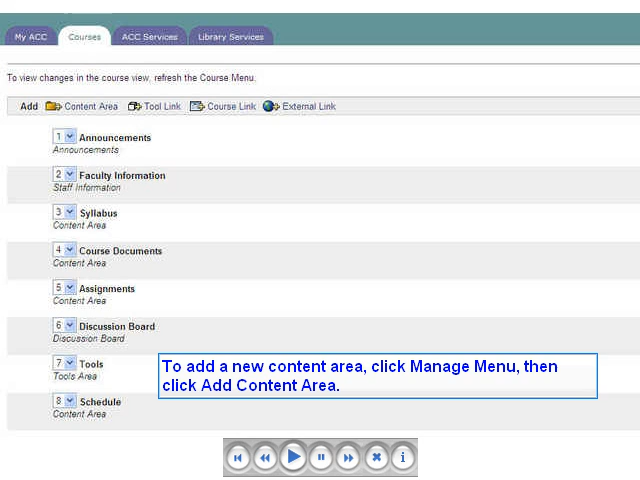 My ACC Courses ACC Services Library Services
To view changes in the course view, refresh the Course Menu.
Add Content Area Tool Link Course Link External Link
1 Announcements
Announcements
2 Faculty Information
Staff Information
3 Syllabus
Content Area
4 Course Documents
Content Area
5 Assignments
Content Area
6 Discussion Board
Discussion Board
7 Tools
Tools Area
To add a new content area, click Manage Menu, then
click Add Content Area.
8 Schedule
Content Area
i